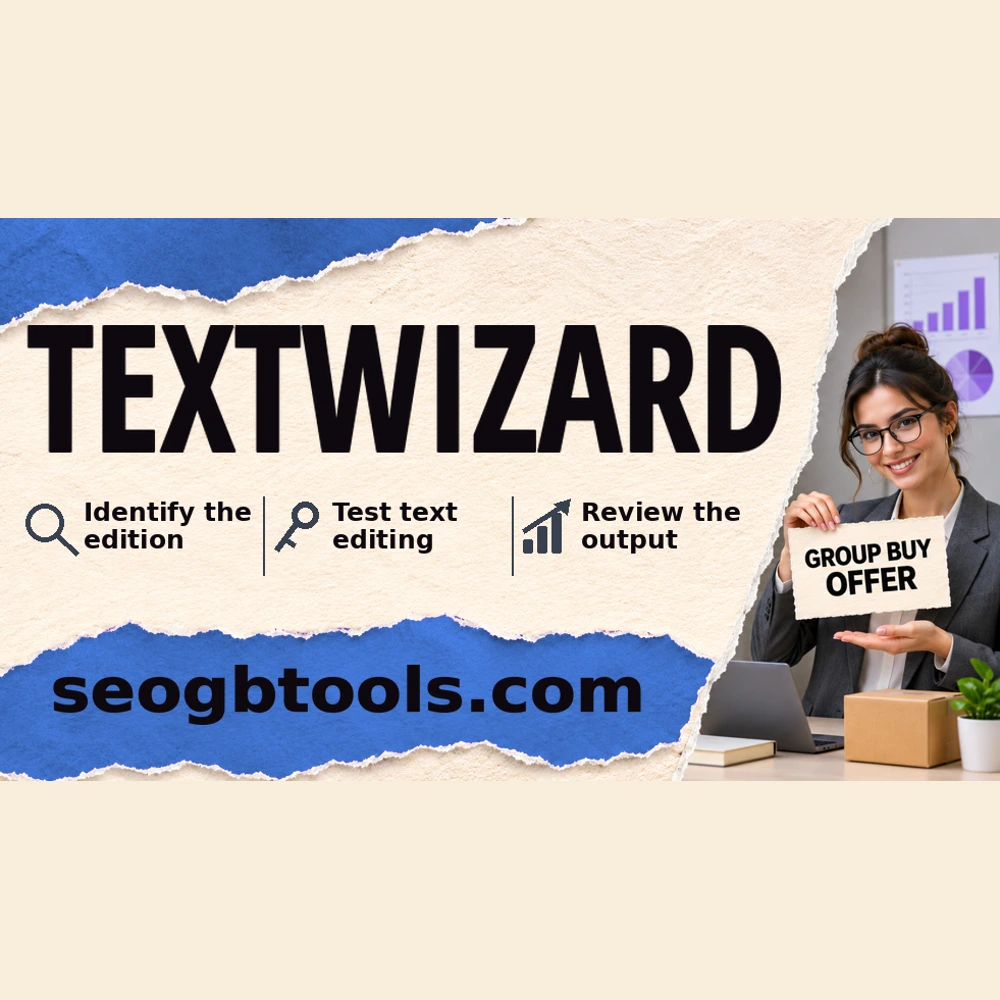 TEXTWIZARD
Identify the
edition
Test text
editing
Review the
output
GROUP BUY
OFFER
seogbtools.com